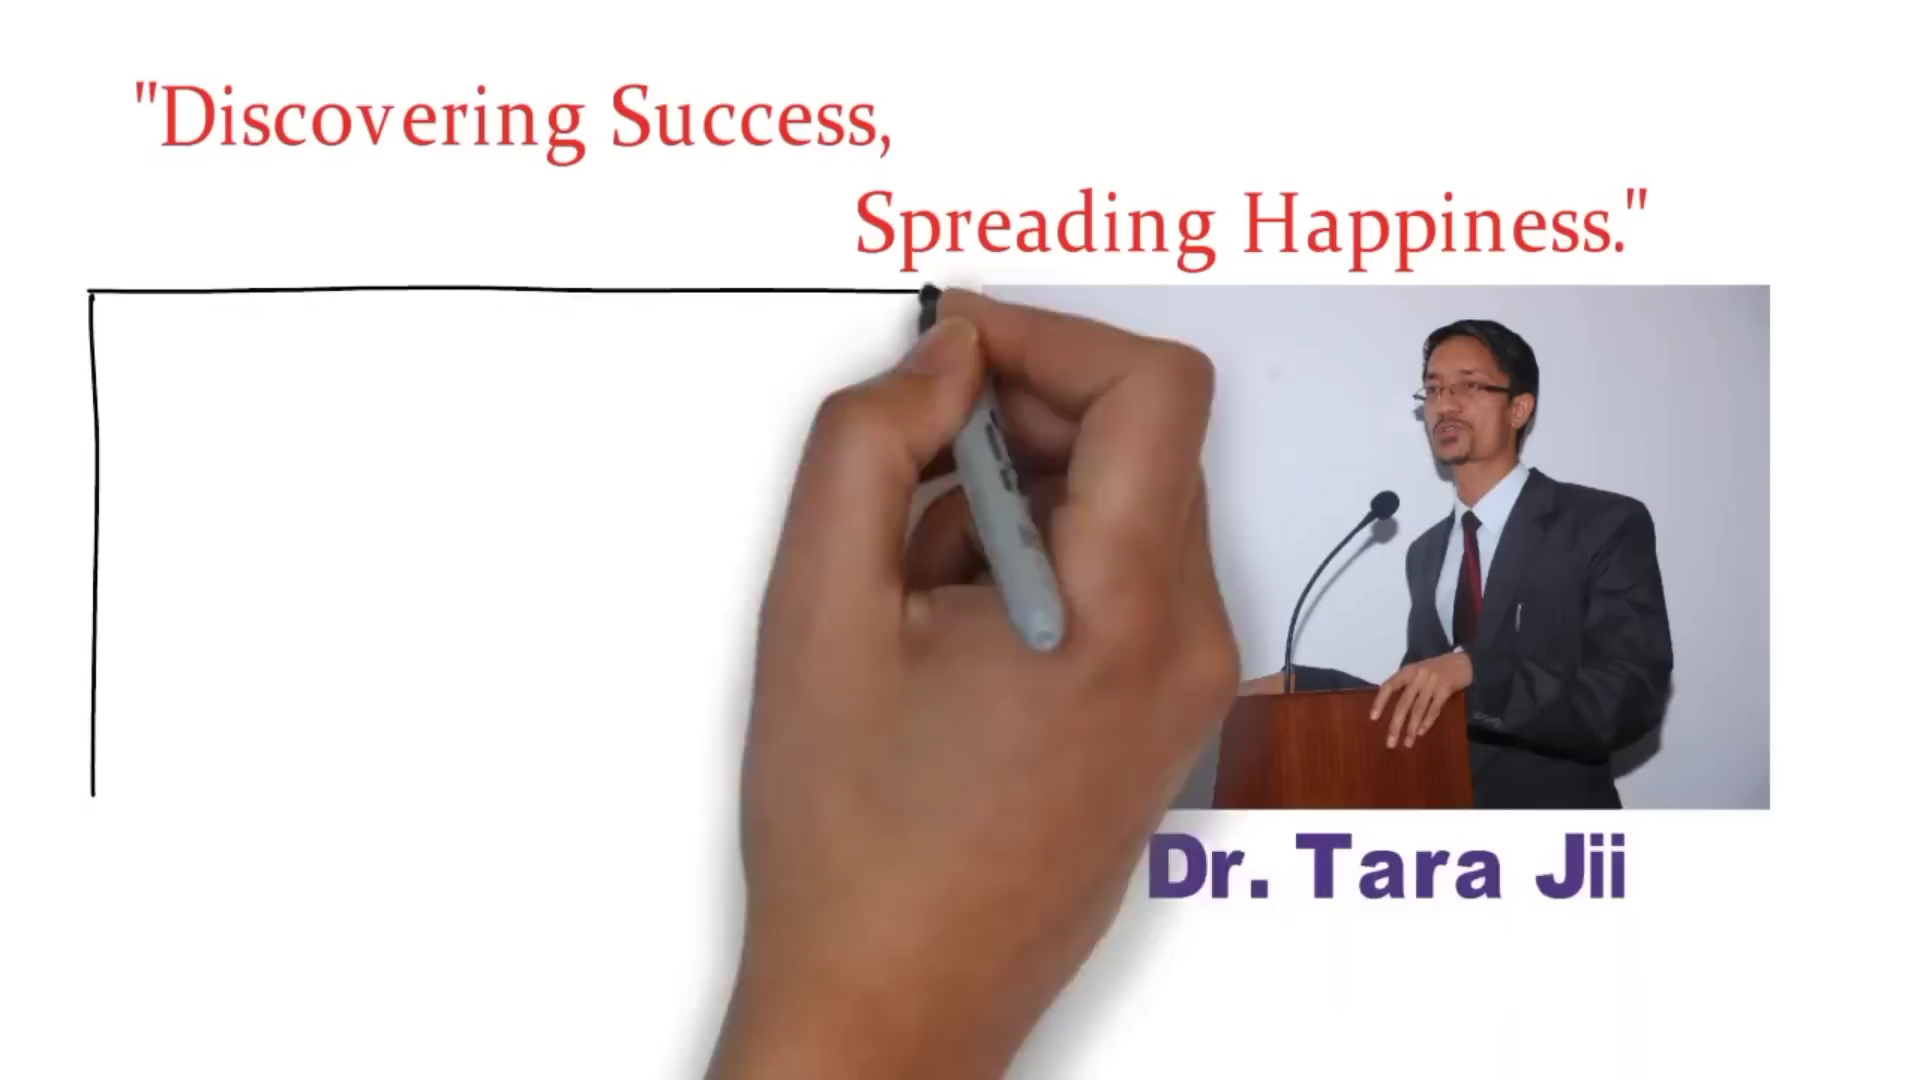 "Discovering Success,
Spreading Happiness."
Dr. Tara Jii